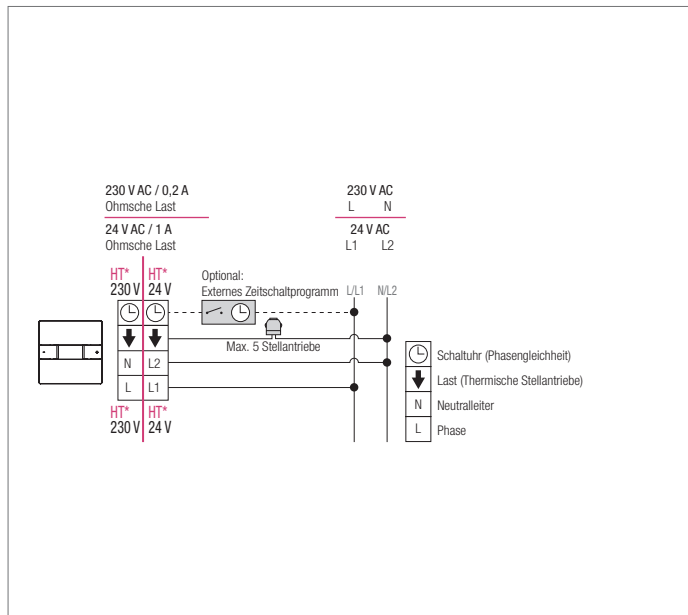 230 V AC / 0,2 A
Ohmsche Last
24 V AC / 1 A
Ohmsche Last
230 V AC
L N
24 V AC
L1 L2
HT* HT*
230 V 24 V
Optional:
Externes Zeitschaltprogramm
L/L1 N/L2
Max. 5 Stellantriebe
N L2
L L1
HT* HT*
230 V 24 V
Schaltuhr (Phasengleichheit)
Last (Thermische Stellantriebe)
N Neutralleiter
L Phase